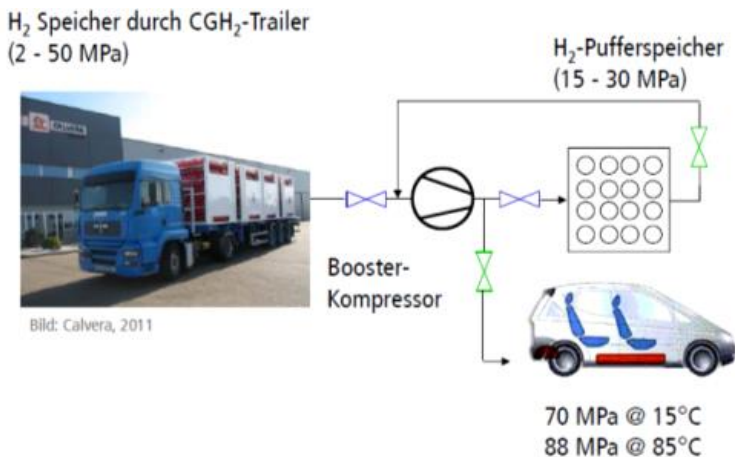 H₂ Speicher durch CGH₂-Trailer
(2 - 50 MPa)
H₂-Pufferspeicher
(15 - 30 MPa)
Booster-
Kompressor
Bild: Calvera, 2011
70 MPa @ 15°C
88 MPa @ 85°C